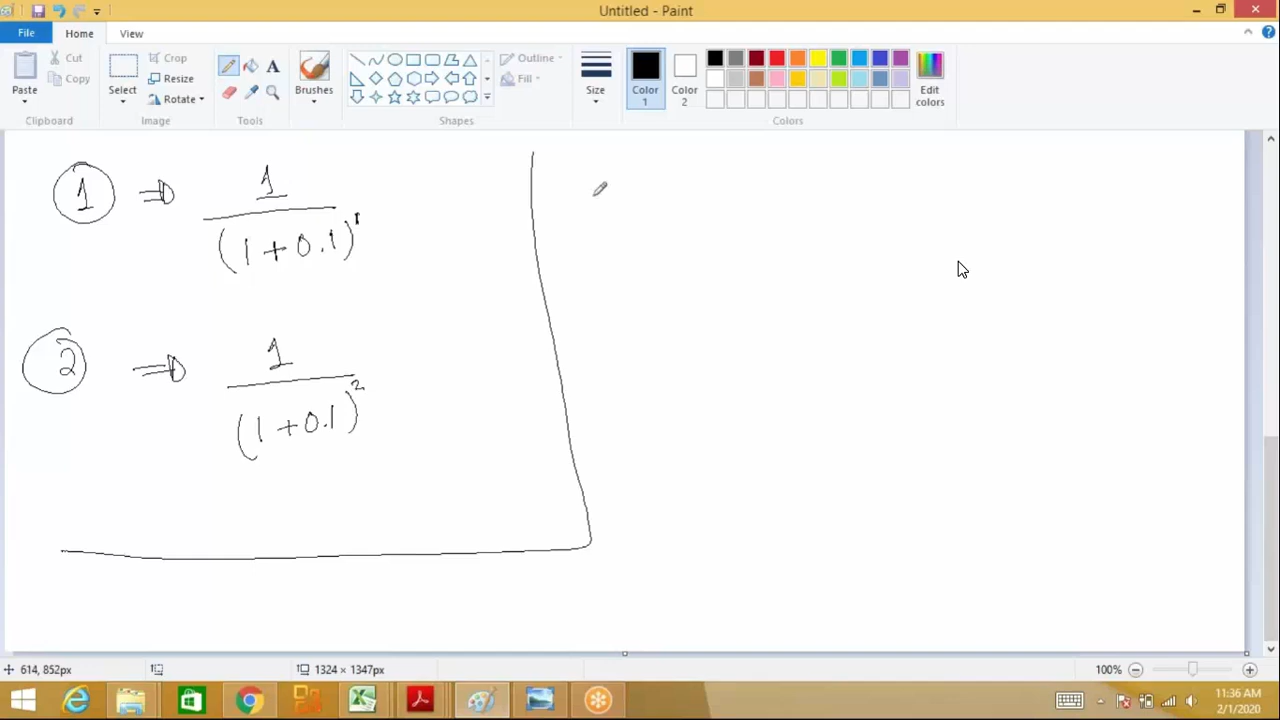 Untitled - Paint
File Home View
Paste
Cut
Copy
Clipboard
Select
Crop
Resize
Rotate
Image
A
Tools
Brushes
Shapes
Outline
Fill
Size
Color 1
Color 2
Edit colors
Colors
1 ⇒ 1
(1+0.1)^1
2 ⇒ 1
(1+0.1)^2
614, 852px
1324 × 1347px
100%
11:36 AM
2/1/2020